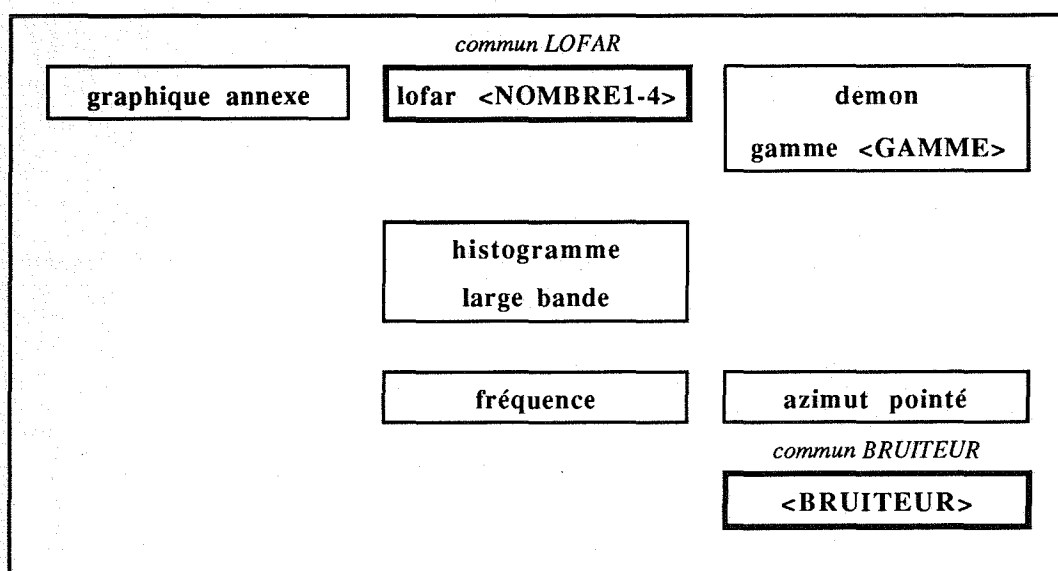 commun LOFAR
graphique annexe
lofar <NOMBRE1-4>
demon
gamme <GAMME>
histogramme
large bande
fréquence
azimut pointé
commun BRUITEUR
<BRUITEUR>